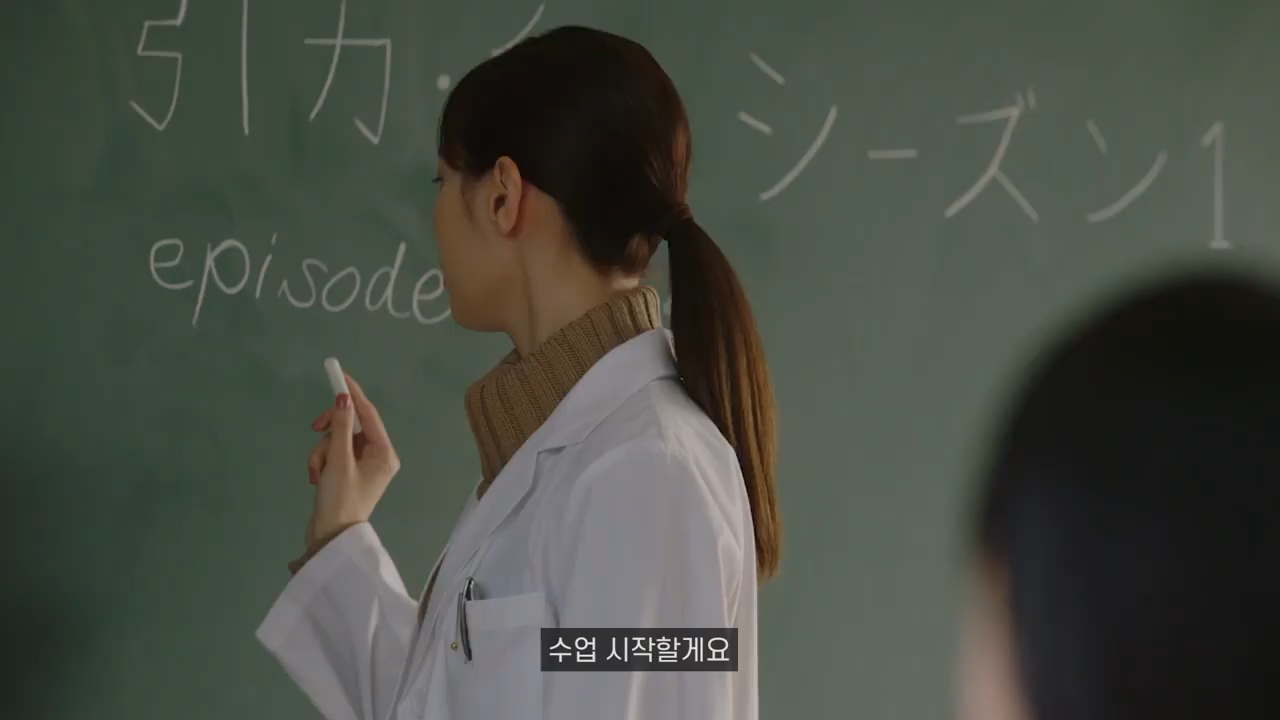 引力・ シーズン1
episode
수업 시작할게요